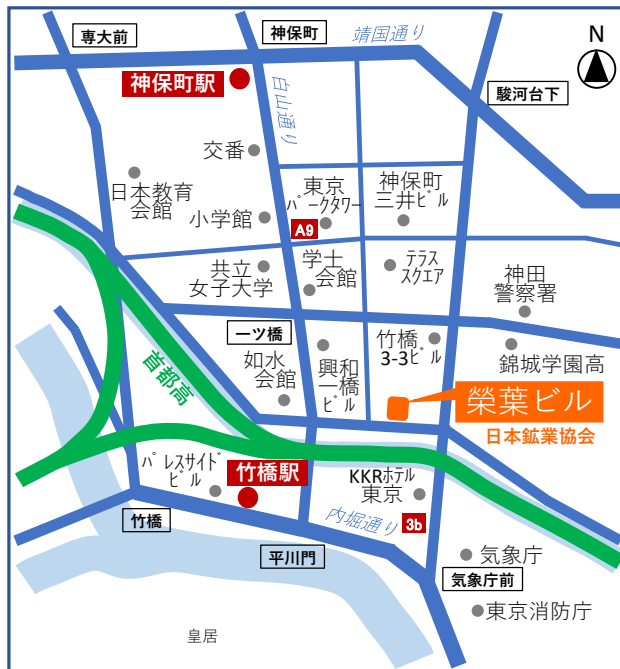 専大前
神保町
靖国通り
N
神保町駅
白山通り
駿河台下
交番
日本教育
会館
小学館
東京
パークタワー
神保町
三井ビル
A9
共立
女子大学
学士
会館
テラス
スクエア
神田
警察署
一ツ橋
首都高
如水
会館
興和
一橋
ビル
竹橋
3-3ビル
錦城学園高
榮葉ビル
日本鉱業協会
パレスサイド
ビル
竹橋駅
KKRホテル
東京
竹橋
内堀通り
3b
平川門
気象庁
気象庁前
東京消防庁
皇居